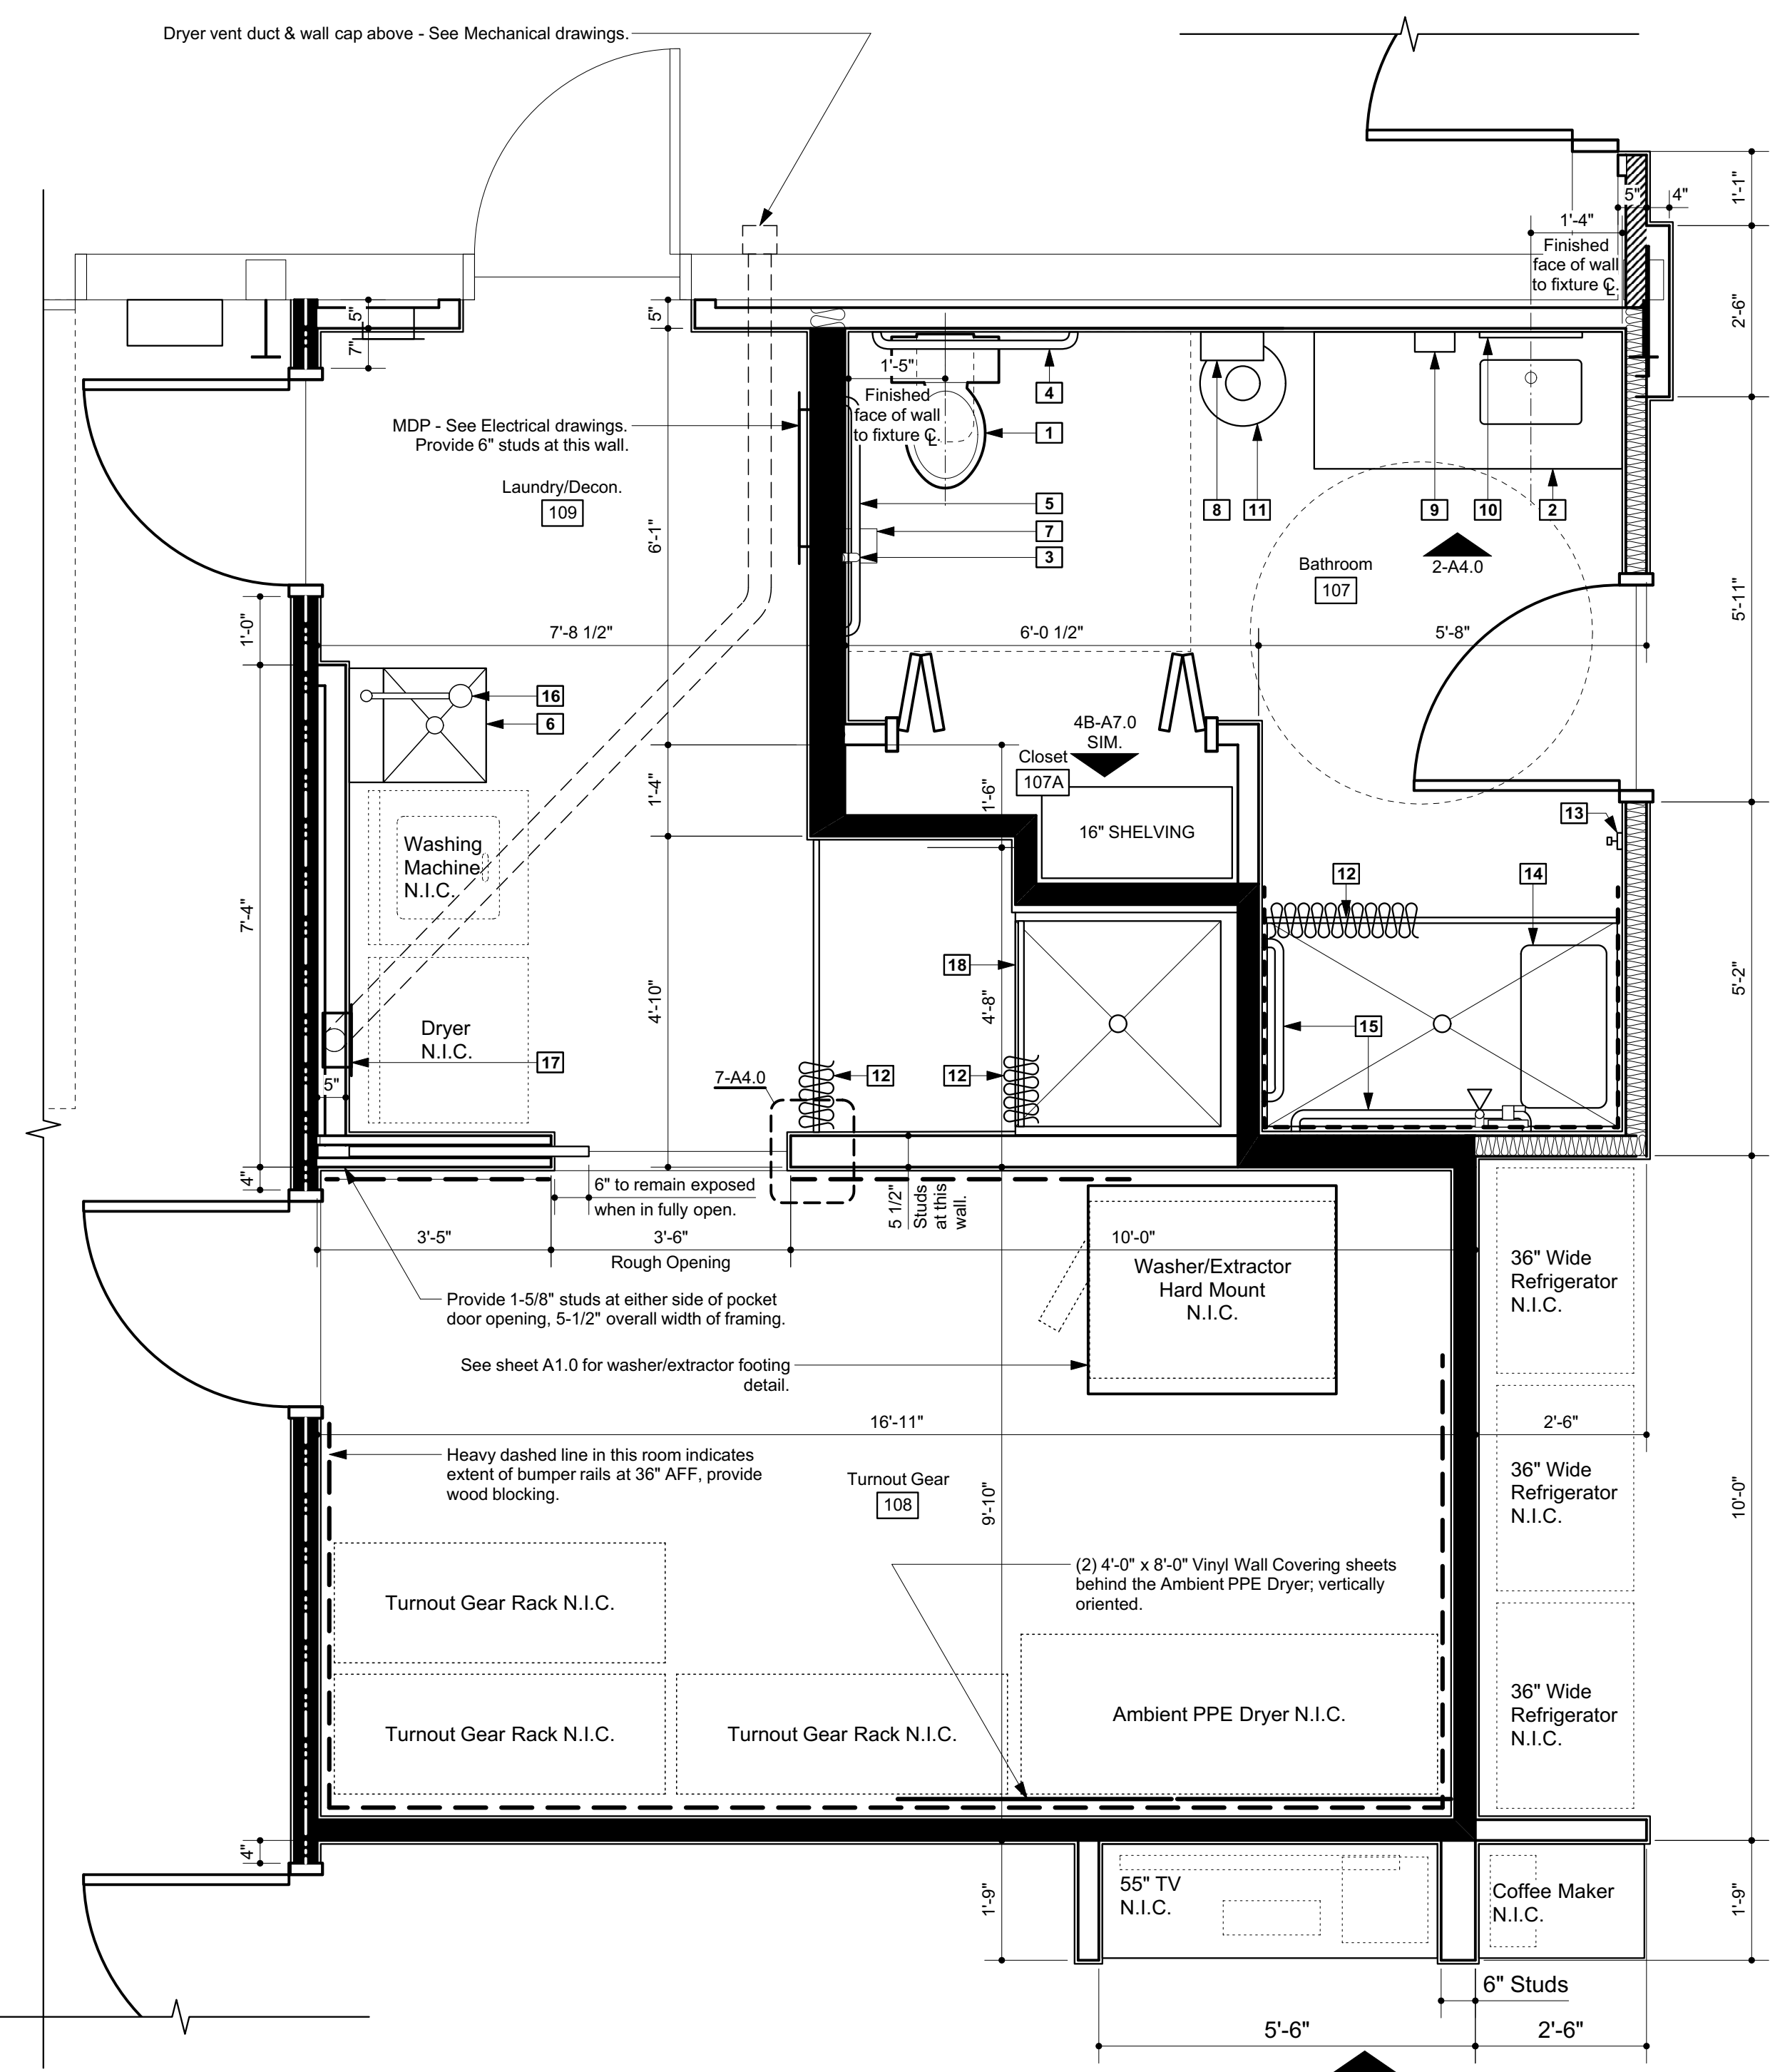 Dryer vent duct & wall cap above - See Mechanical drawings.
1'-1"
5"
4"
1'-4"
Finished
face of wall
to fixture ℄.
2'-6"
5"
7"
5"
1'-5"
Finished
face of wall
to fixture ℄.
4
1
MDP - See Electrical drawings.
Provide 6" studs at this wall.
Laundry/Decon.
109
5
7
3
8
11
9
10
2
2-A4.0
Bathroom
107
6'-1"
5'-11"
1'-0"
7'-8 1/2"
6'-0 1/2"
5'-8"
16
6
4B-A7.0
SIM.
Closet
107A
1'-4"
1'-6"
16" SHELVING
13
Washing
Machine
N.I.C.
12
14
7'-4"
4'-10"
18
4'-8"
5'-2"
Dryer
N.I.C.
17
15
5"
7-A4.0
12
12
4"
6" to remain exposed
when in fully open.
5 1/2"
Studs
at this
wall.
3'-5"
3'-6"
10'-0"
Rough Opening
Washer/Extractor
Hard Mount
N.I.C.
36" Wide
Refrigerator
N.I.C.
Provide 1-5/8" studs at either side of pocket
door opening, 5-1/2" overall width of framing.
See sheet A1.0 for washer/extractor footing
detail.
16'-11"
2'-6"
Heavy dashed line in this room indicates
extent of bumper rails at 36" AFF, provide
wood blocking.
Turnout Gear
108
9'-10"
36" Wide
Refrigerator
N.I.C.
10'-0"
(2) 4'-0" x 8'-0" Vinyl Wall Covering sheets
behind the Ambient PPE Dryer; vertically
oriented.
Turnout Gear Rack N.I.C.
Turnout Gear Rack N.I.C.
Turnout Gear Rack N.I.C.
Ambient PPE Dryer N.I.C.
36" Wide
Refrigerator
N.I.C.
4"
1'-9"
55" TV
N.I.C.
Coffee Maker
N.I.C.
1'-9"
6" Studs
5'-6"
2'-6"